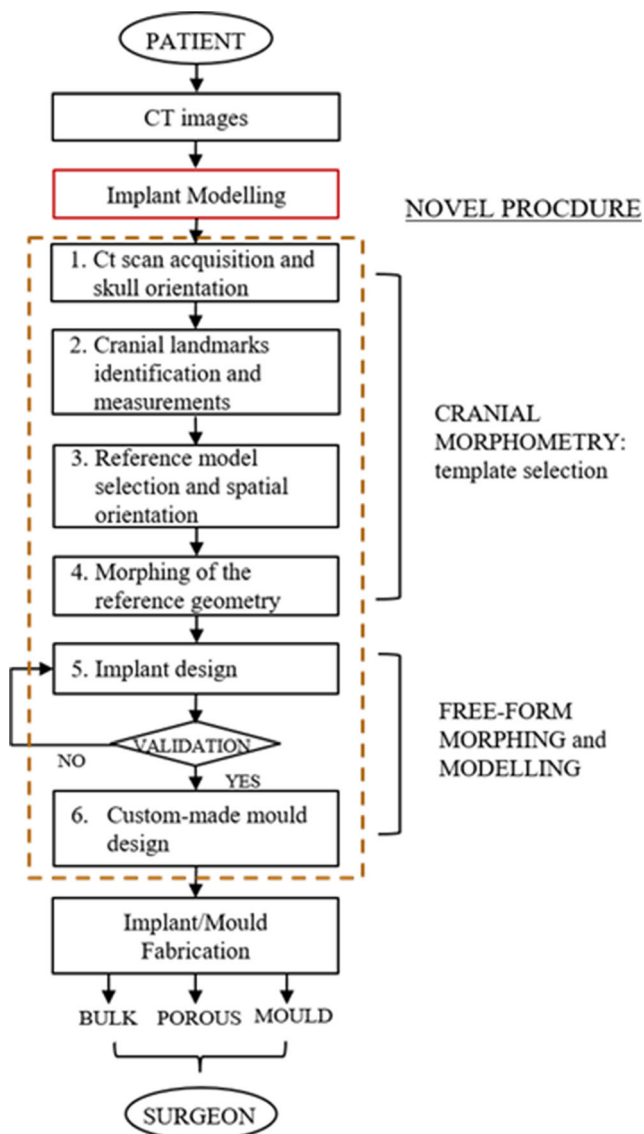 PATIENT
CT images
Implant Modelling
NOVEL PROCDURE
1. Ct scan acquisition and
skull orientation
2. Cranial landmarks
identification and
measurements
3. Reference model
selection and spatial
orientation
4. Morphing of the
reference geometry
CRANIAL
MORPHOMETRY:
template selection
5. Implant design
VALIDATION
NO
YES
6. Custom-made mould
design
FREE-FORM
MORPHING and
MODELLING
Implant/Mould
Fabrication
BULK POROUS MOULD
SURGEON